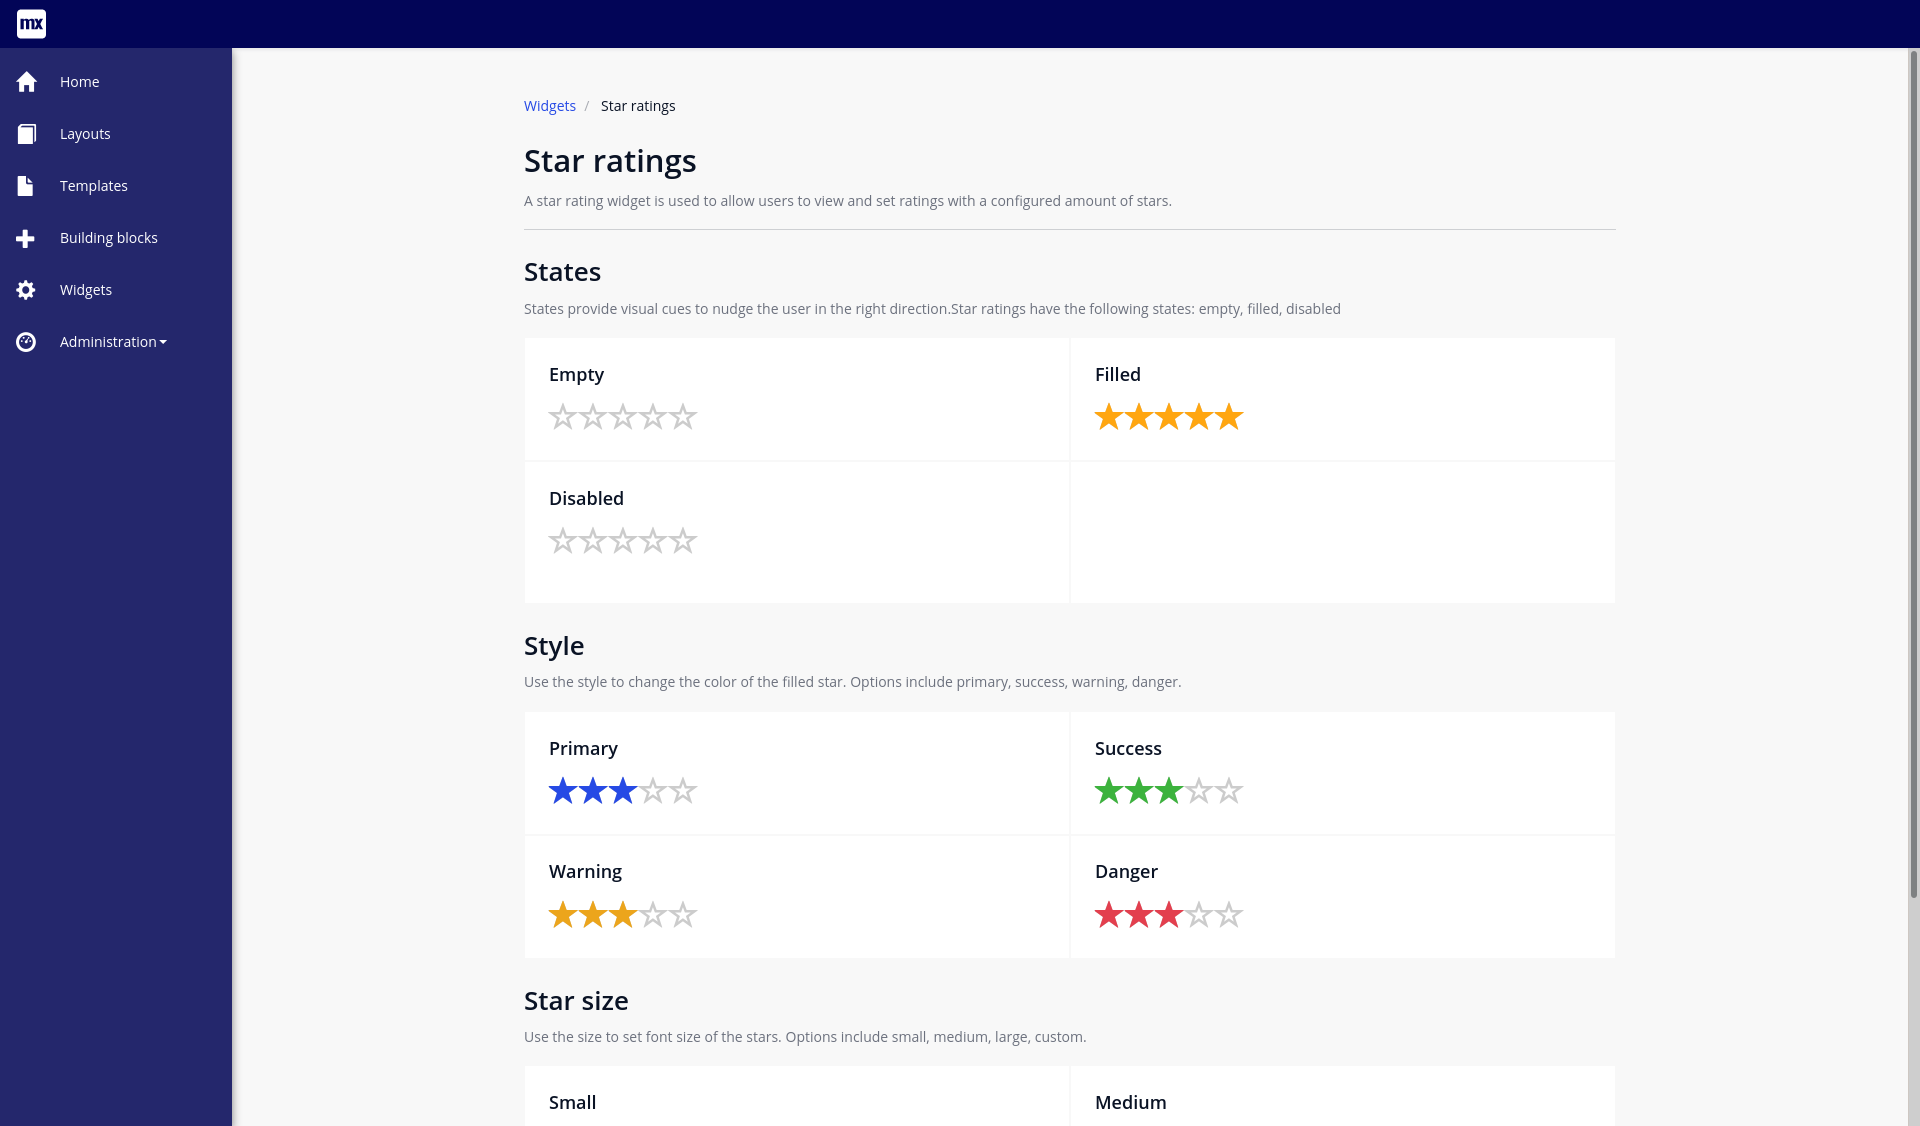 mx
Home
Layouts
Templates
Building blocks
Widgets
Administration
Widgets / Star ratings
Star ratings
A star rating widget is used to allow users to view and set ratings with a configured amount of stars.
States
States provide visual cues to nudge the user in the right direction.Star ratings have the following states: empty, filled, disabled
Empty
Filled
Disabled
Style
Use the style to change the color of the filled star. Options include primary, success, warning, danger.
Primary
Success
Warning
Danger
Star size
Use the size to set font size of the stars. Options include small, medium, large, custom.
Small
Medium